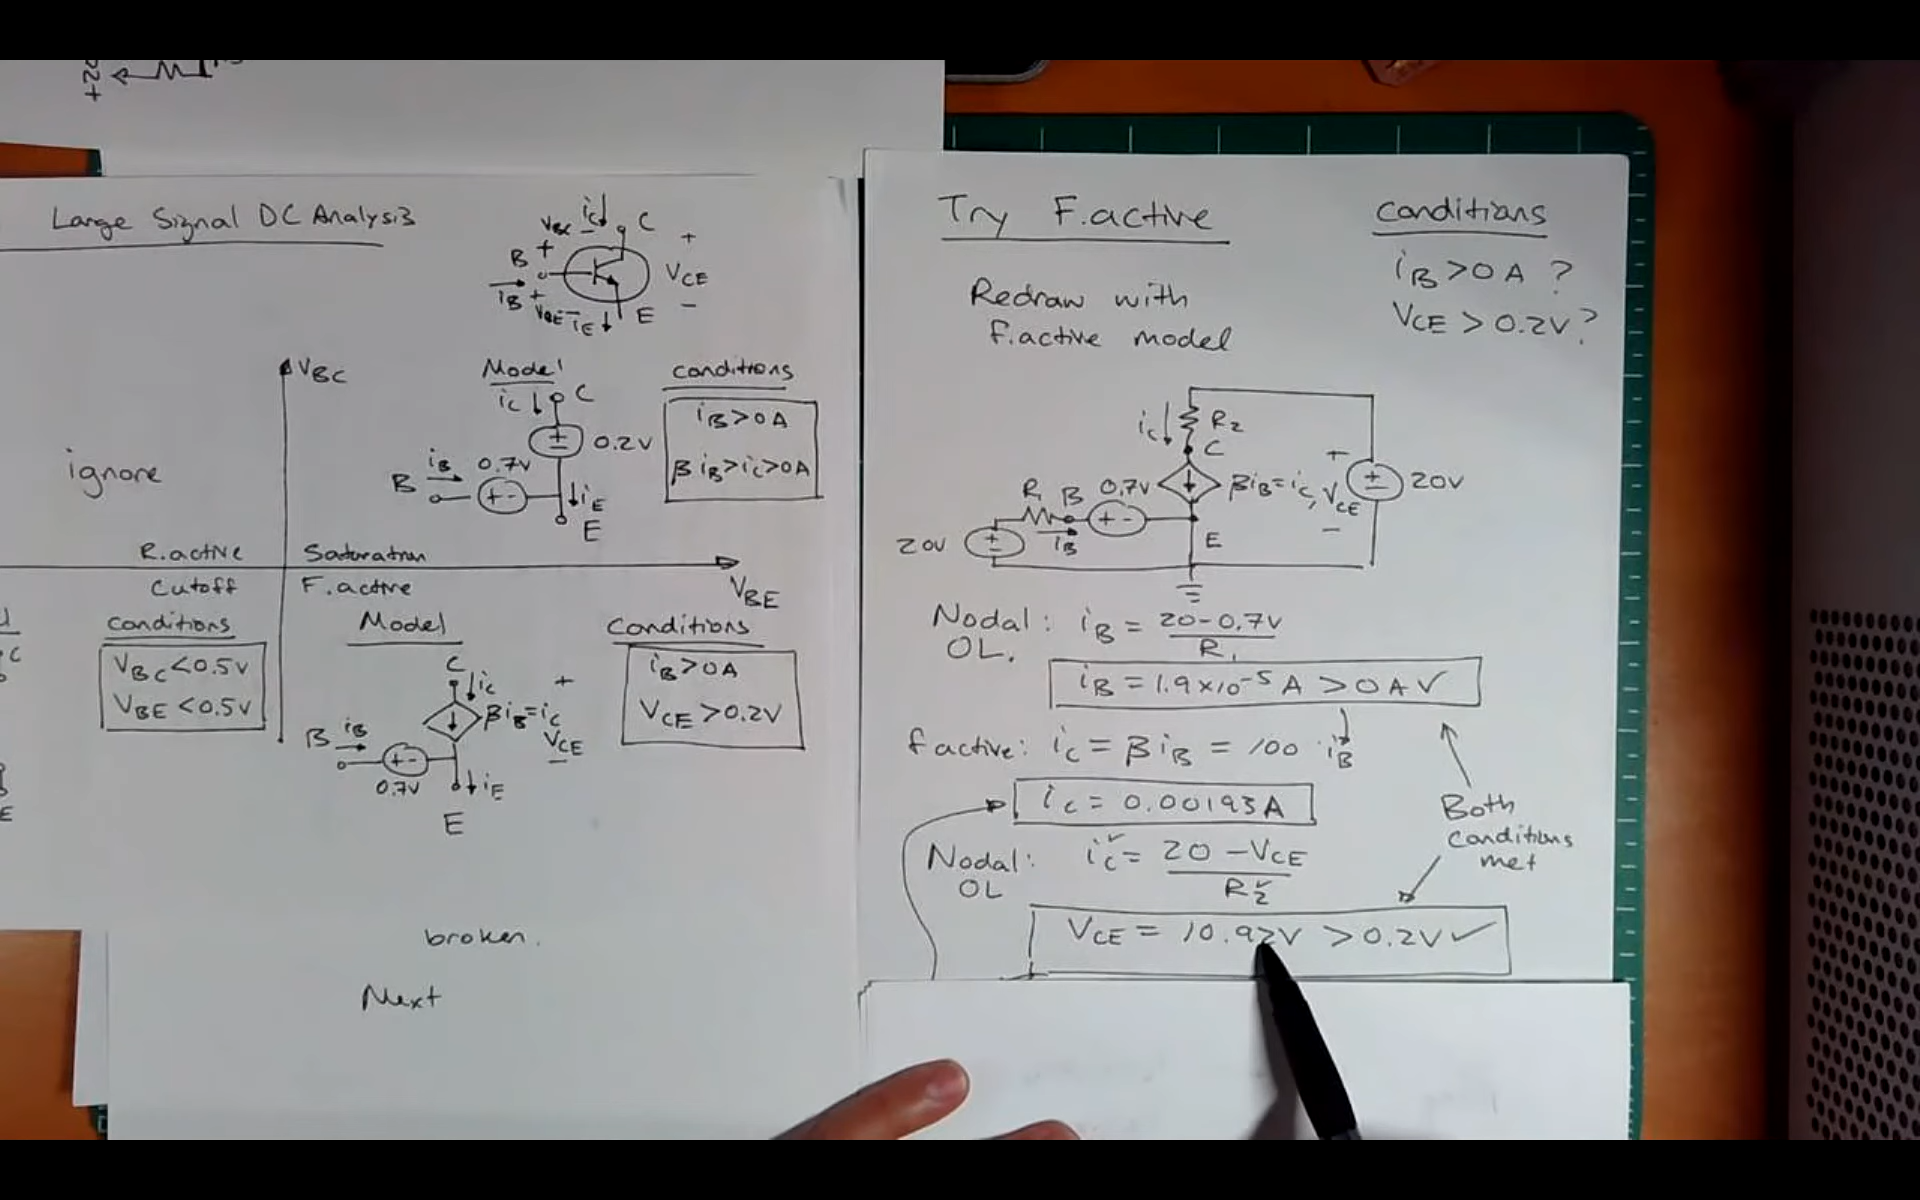 Large Signal DC Analysis
VBC
iC
C
+
B
+
-
VCE
iB
+
VBE
-
iE
E
-
VBC
Model
conditions
iC
C
iB>0A
+
-
0.2V
βiB>iC>0A
ignore
B
iB
0.7V
+ -
iE
E
R.active
Saturation
Cutoff
F.active
VBE
conditions
Model
Conditions
VBC<0.5V
VBE<0.5V
C
iC
+
βiB=iC
VCE
-
iB>0A
VCE>0.2V
B
iB
+ -
0.7V
iE
E
broken.
Next
Try F.active
Conditions
iB>0A ?
VCE>0.2V?
Redraw with
f.active model
iC
R2
C
+
R1
B
0.7V
βiB=iC,
VCE
20V
+ -
-
20V
iB
E
Nodal: iB = 20-0.7V
R1
OL.
iB=1.9×10-5A >0A✓
f active: iC = βiB = 100 · iB
iC = 0.00193A
Both
conditions
met
Nodal: iC = 20 - VCE
OL
R2
VCE = 10.92V >0.2V✓